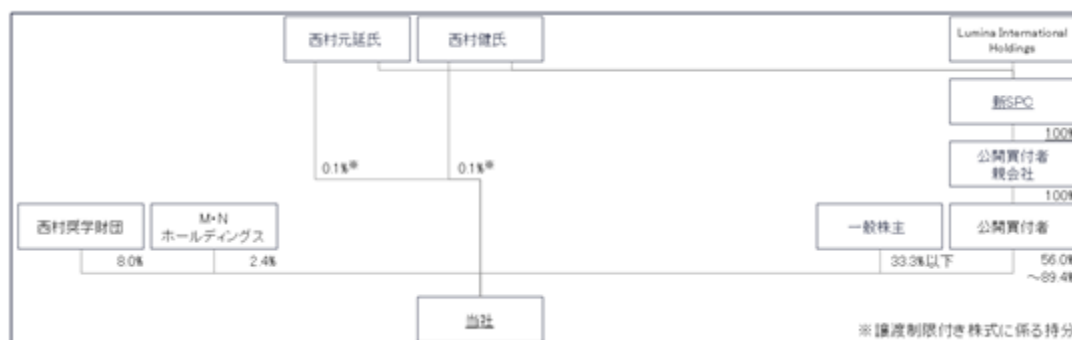 西村元延氏
西村健氏
Lumina International
Holdings
新SPC
100%
公開買付者
親会社
100%
0.1%※
0.1%※
西村奨学財団
M・N
ホールディングス
一般株主
公開買付者
8.0%
2.4%
33.3%以下
56.0%
～89.4%
当社
※譲渡制限付き株式に係る持分